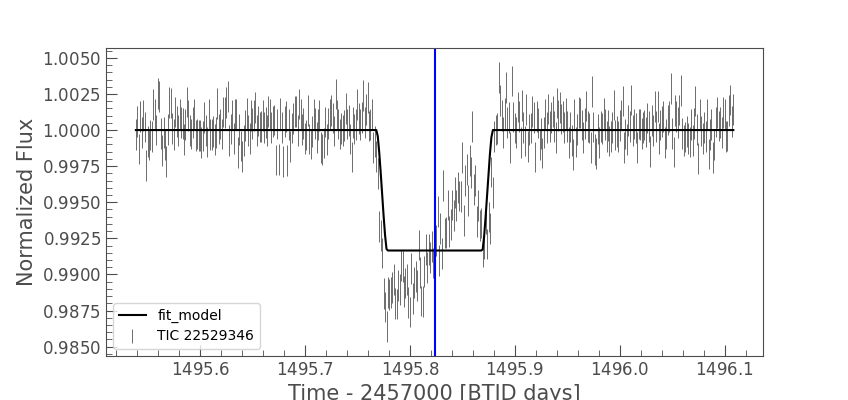 1.0050
1.0025
1.0000
0.9975
0.9950
0.9925
0.9900
0.9875
0.9850
Normalized Flux
fit_model
TIC 22529346
1495.6 1495.7 1495.8 1495.9 1496.0 1496.1
Time - 2457000 [BTJD days]